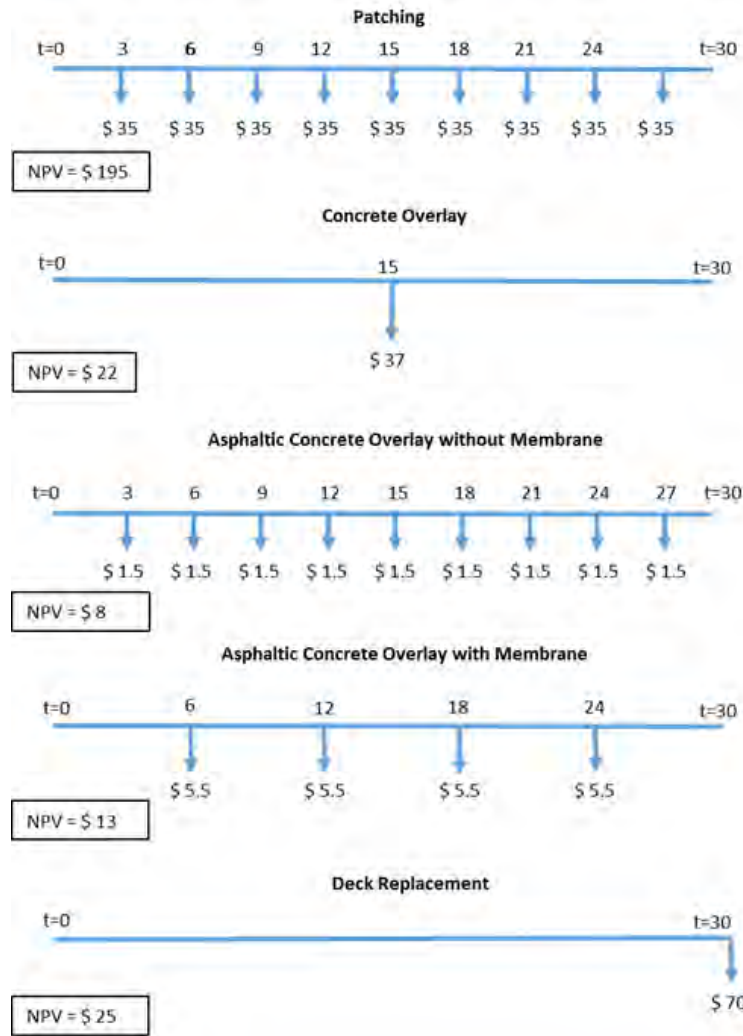 Patching
t=0 3 6 9 12 15 18 21 24 t=30
$ 35 $ 35 $ 35 $ 35 $ 35 $ 35 $ 35 $ 35 $ 35
NPV = $ 195
Concrete Overlay
t=0 15 t=30
$ 37
NPV = $ 22
Asphaltic Concrete Overlay without Membrane
t=0 3 6 9 12 15 18 21 24 27 t=30
$ 1.5 $ 1.5 $ 1.5 $ 1.5 $ 1.5 $ 1.5 $ 1.5 $ 1.5 $ 1.5
NPV = $ 8
Asphaltic Concrete Overlay with Membrane
t=0 6 12 18 24 t=30
$ 5.5 $ 5.5 $ 5.5 $ 5.5
NPV = $ 13
Deck Replacement
t=0 t=30
$ 70
NPV = $ 25